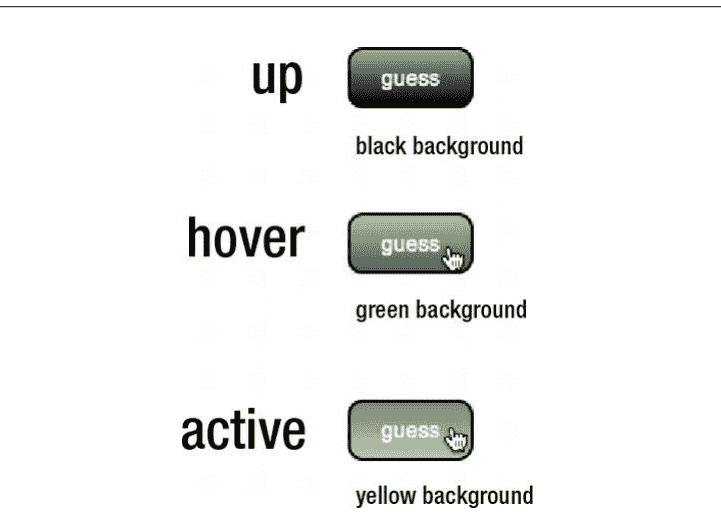 up
guess
black background
hover
guess
green background
active
guess
yellow background